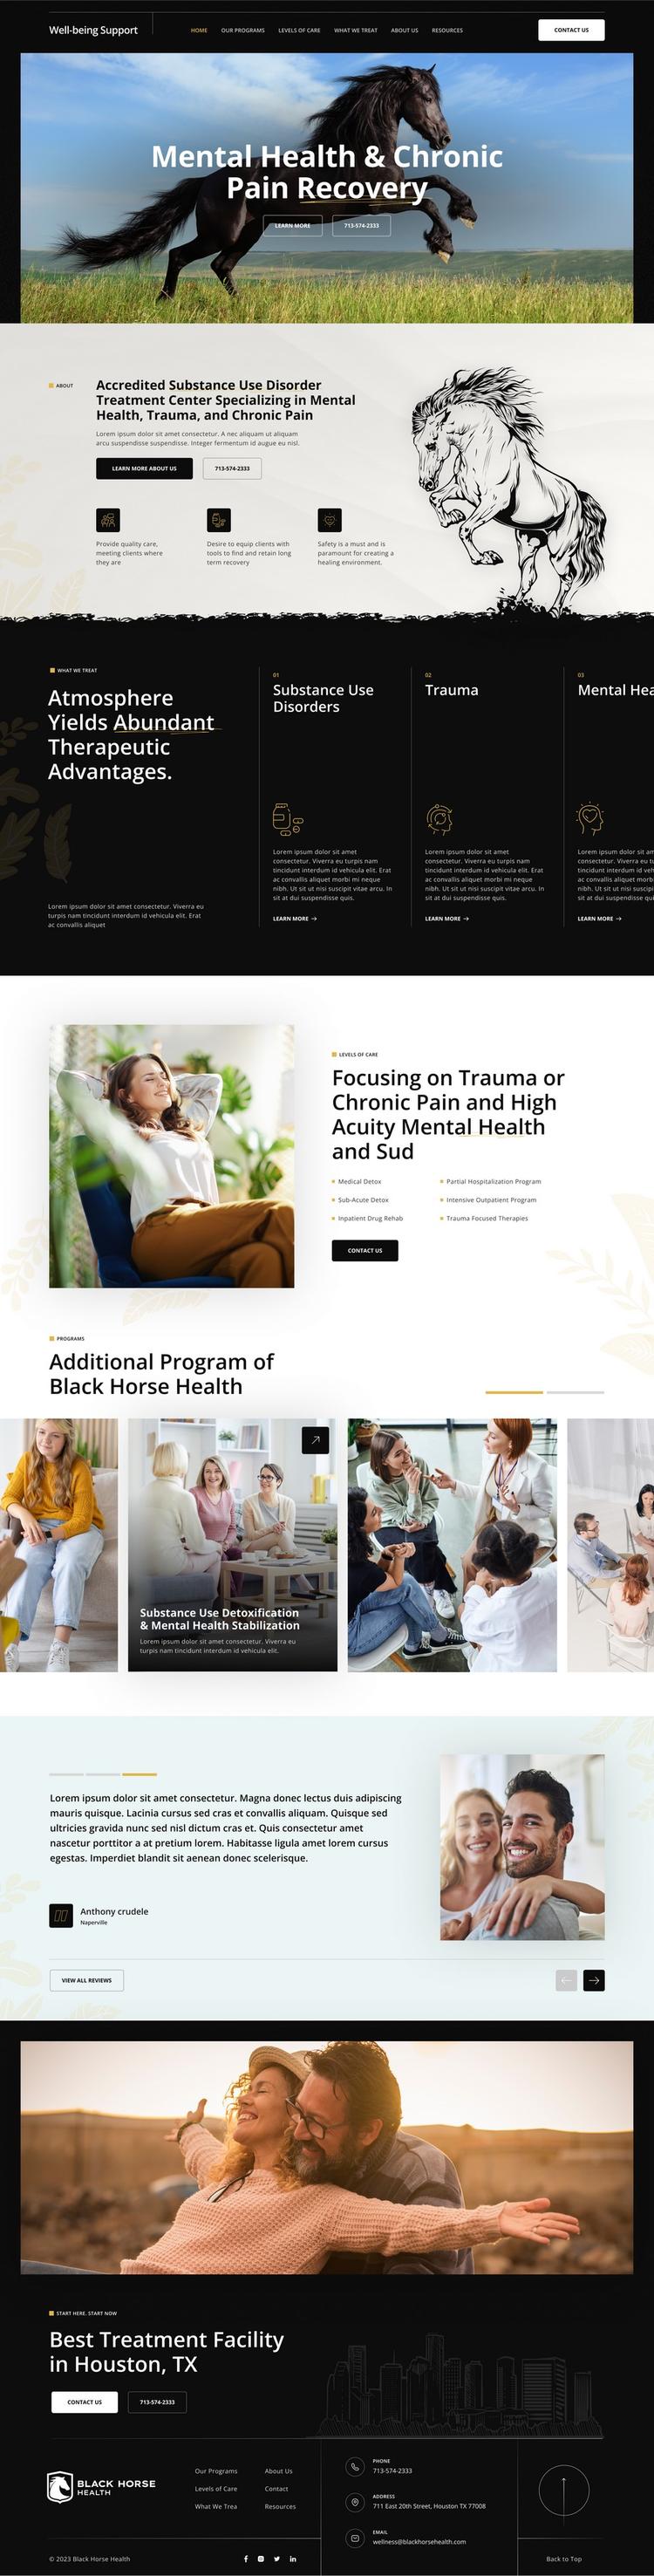 Well-being Support
HOME
OUR PROGRAMS
LEVELS OF CARE
WHAT WE TREAT
ABOUT US
RESOURCES
CONTACT US
Mental Health & Chronic
Pain Recovery
LEARN MORE
713-574-2333
ABOUT
Accredited Substance Use Disorder
Treatment Center Specializing in Mental
Health, Trauma, and Chronic Pain
Lorem ipsum dolor sit amet consectetur. A nec aliquam ut aliquam
arcu suspendisse suspendisse. Integer fermentum id augue eu nisl.
LEARN MORE ABOUT US
713-574-2333
Provide quality care,
meeting clients where
they are
Desire to equip clients with
tools to find and retain long
term recovery
Safety is a must and is
paramount for creating a
healing environment.
WHAT WE TREAT
Atmosphere
Yields Abundant
Therapeutic
Advantages.
Lorem ipsum dolor sit amet consectetur. Viverra eu
turpis nam tincidunt interdum id vehicula elit. Erat
ac convallis aliquet
01
Substance Use
Disorders
Lorem ipsum dolor sit amet
consectetur. Viverra eu turpis nam
tincidunt interdum id vehicula elit. Erat
ac convallis aliquet morbi mi neque
nibh. Ut sit ut nisi suscipit vitae arcu. In
sit at dui suspendisse quis.
LEARN MORE
02
Trauma
Lorem ipsum dolor sit amet
consectetur. Viverra eu turpis nam
tincidunt interdum id vehicula elit. Erat
ac convallis aliquet morbi mi neque
nibh. Ut sit ut nisi suscipit vitae arcu. In
sit at dui suspendisse quis.
LEARN MORE
03
Mental Hea
Lorem ipsum dolor sit am
consectetur. Viverra eu tu
tincidunt interdum id veh
ac convallis aliquet morbi
nibh. Ut sit ut nisi suscipi
sit at dui suspendisse qui
LEARN MORE
LEVELS OF CARE
Focusing on Trauma or
Chronic Pain and High
Acuity Mental Health
and Sud
Medical Detox
Sub-Acute Detox
Inpatient Drug Rehab
Partial Hospitalization Program
Intensive Outpatient Program
Trauma Focused Therapies
CONTACT US
PROGRAMS
Additional Program of
Black Horse Health
Substance Use Detoxification
& Mental Health Stabilization
Lorem ipsum dolor sit amet consectetur. Viverra eu
turpis nam tincidunt interdum id vehicula elit.
Lorem ipsum dolor sit amet consectetur. Magna donec lectus duis adipiscing
mauris quisque. Lacinia cursus sed cras et convallis aliquam. Quisque sed
ultricies gravida nunc sed nisl dictum cras et. Quis consectetur amet
nascetur porttitor a at pretium lorem. Habitasse ligula amet lorem cursus
egestas. Imperdiet blandit sit aenean donec scelerisque.
Anthony crudele
Naperville
VIEW ALL REVIEWS
START HERE. START NOW
Best Treatment Facility
in Houston, TX
CONTACT US
713-574-2333
BLACK HORSE
HEALTH
Our Programs
Levels of Care
What We Trea
About Us
Contact
Resources
PHONE
713-574-2333
ADDRESS
711 East 20th Street, Houston TX 77008
EMAIL
wellness@blackhorsehealth.com
© 2023 Black Horse Health
Back to Top